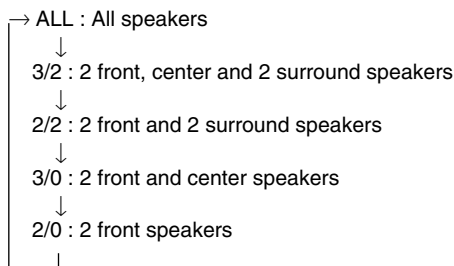 → ALL : All speakers
↓
3/2 : 2 front, center and 2 surround speakers
↓
2/2 : 2 front and 2 surround speakers
↓
3/0 : 2 front and center speakers
↓
2/0 : 2 front speakers